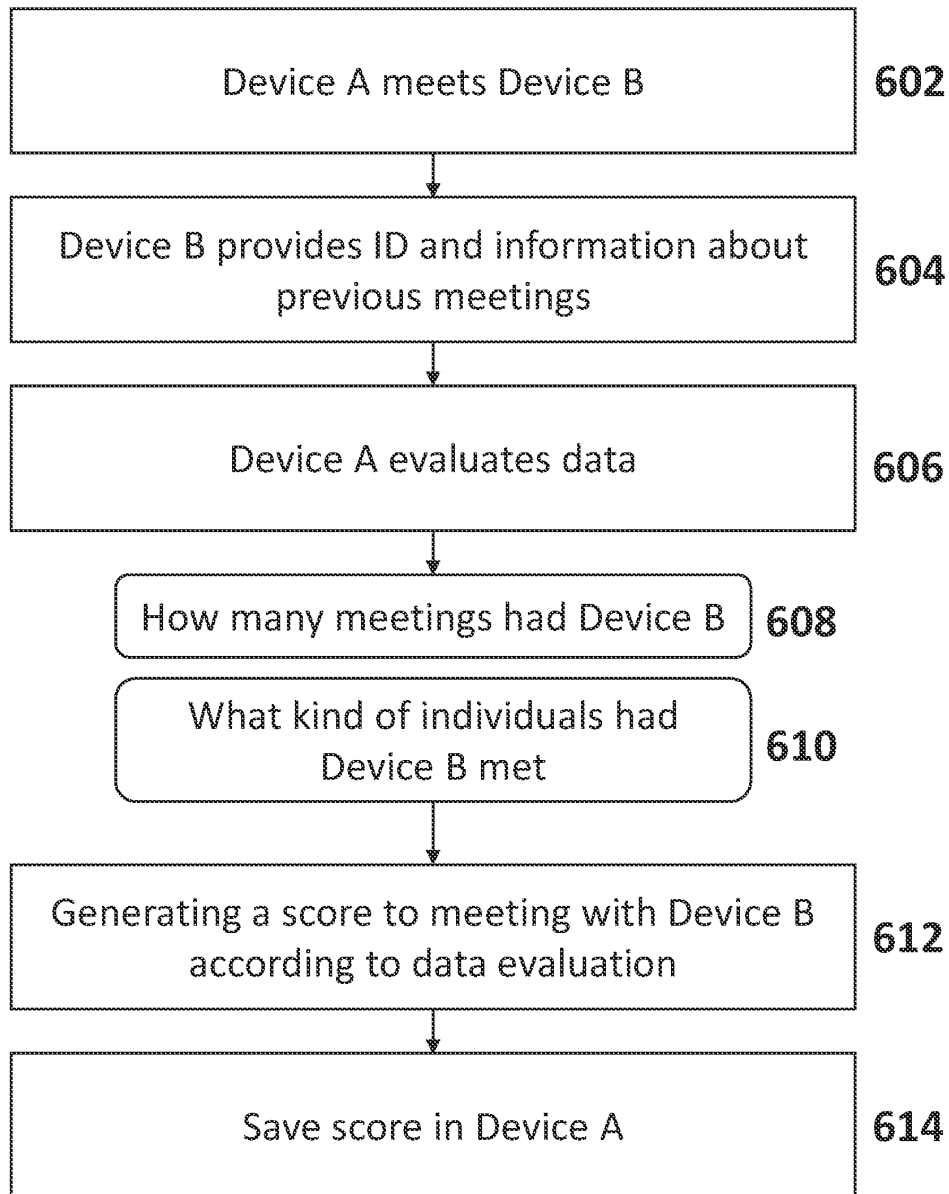 Device A meets Device B
602
Device B provides ID and information about
previous meetings
604
Device A evaluates data
606
How many meetings had Device B
608
What kind of individuals had
Device B met
610
Generating a score to meeting with Device B
according to data evaluation
612
Save score in Device A
614